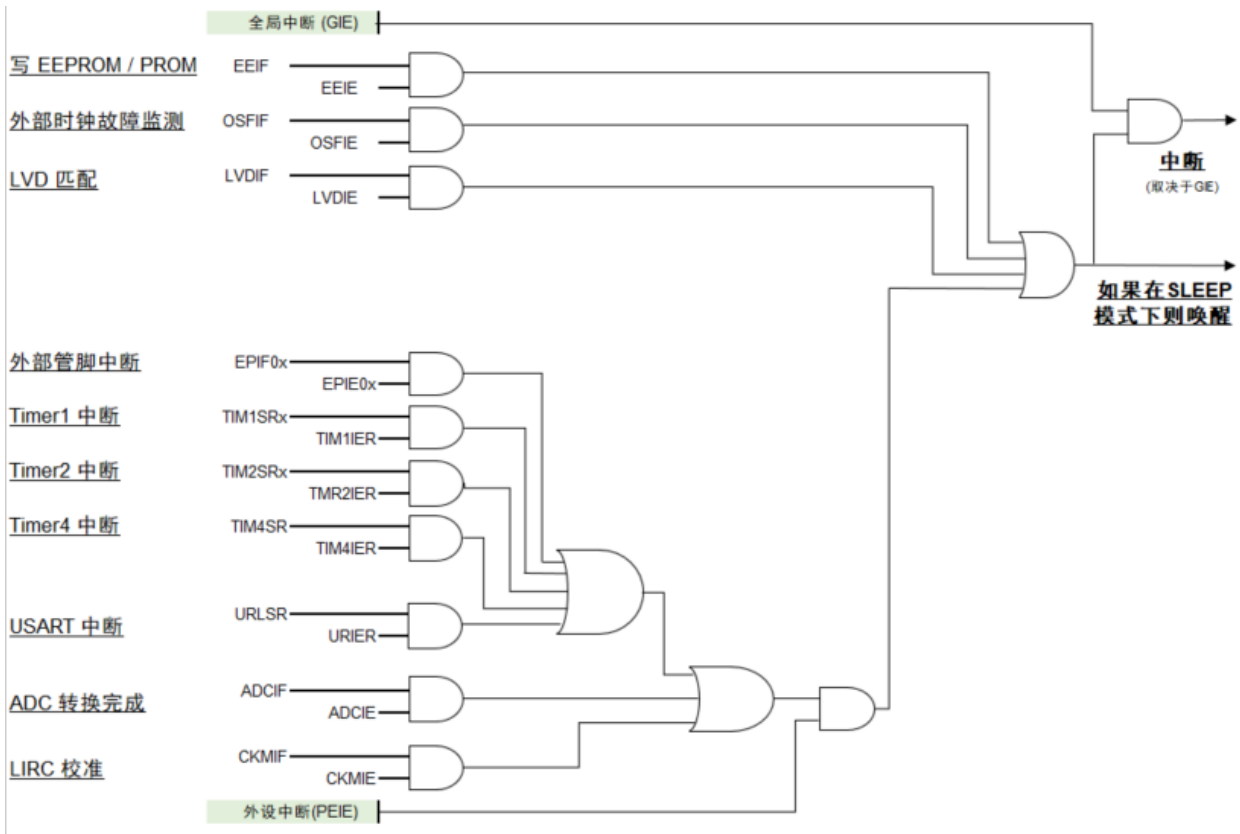 全局中断 (GIE)
写 EEPROM / PROM
EEIF
EEIE
外部时钟故障监测
OSFIF
OSFIE
LVD 匹配
LVDIF
LVDIE
中断
(取决于GIE)
如果在SLEEP
模式下则唤醒
外部管脚中断
EPIF0x
EPIE0x
Timer1 中断
TIM1SRx
TIM1IER
Timer2 中断
TIM2SRx
TMR2IER
Timer4 中断
TIM4SR
TIM4IER
USART 中断
URLSR
URIER
ADC 转换完成
ADCIF
ADCIE
LIRC 校准
CKMIF
CKMIE
外设中断(PEIE)